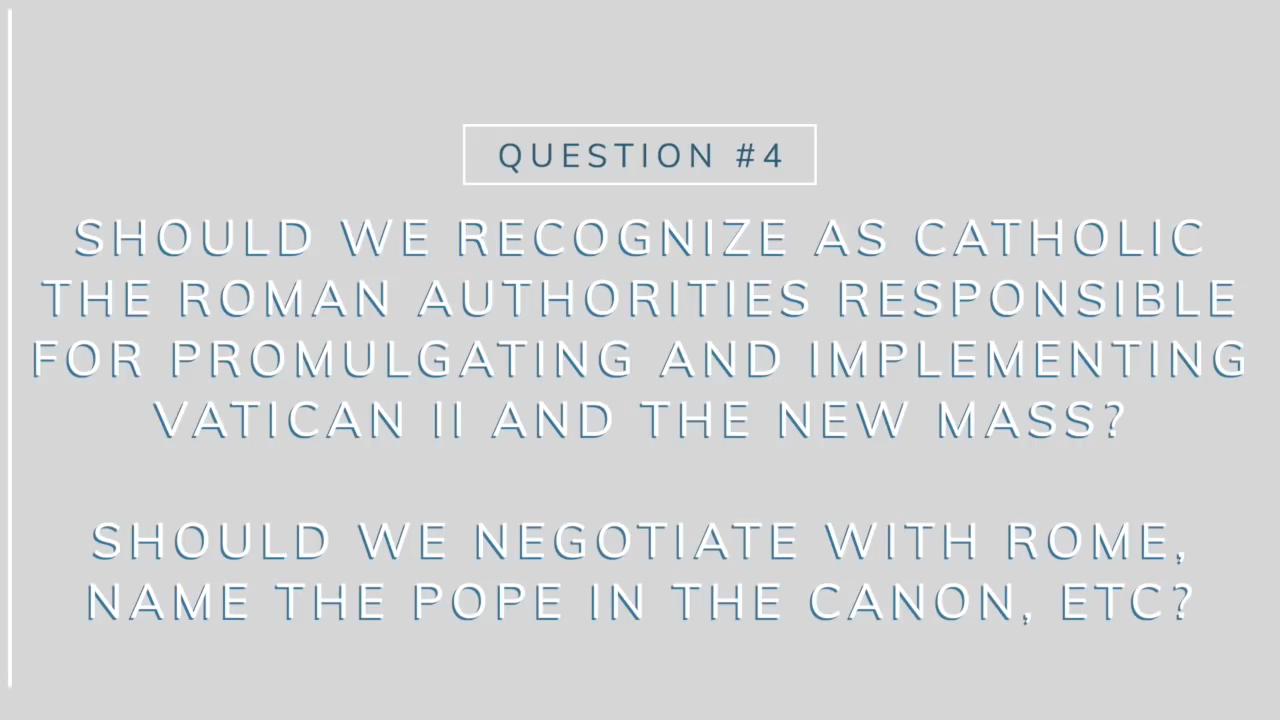 QUESTION #4
SHOULD WE RECOGNIZE AS CATHOLIC
THE ROMAN AUTHORITIES RESPONSIBLE
FOR PROMULGATING AND IMPLEMENTING
VATICAN II AND THE NEW MASS?
SHOULD WE NEGOTIATE WITH ROME,
NAME THE POPE IN THE CANON, ETC?